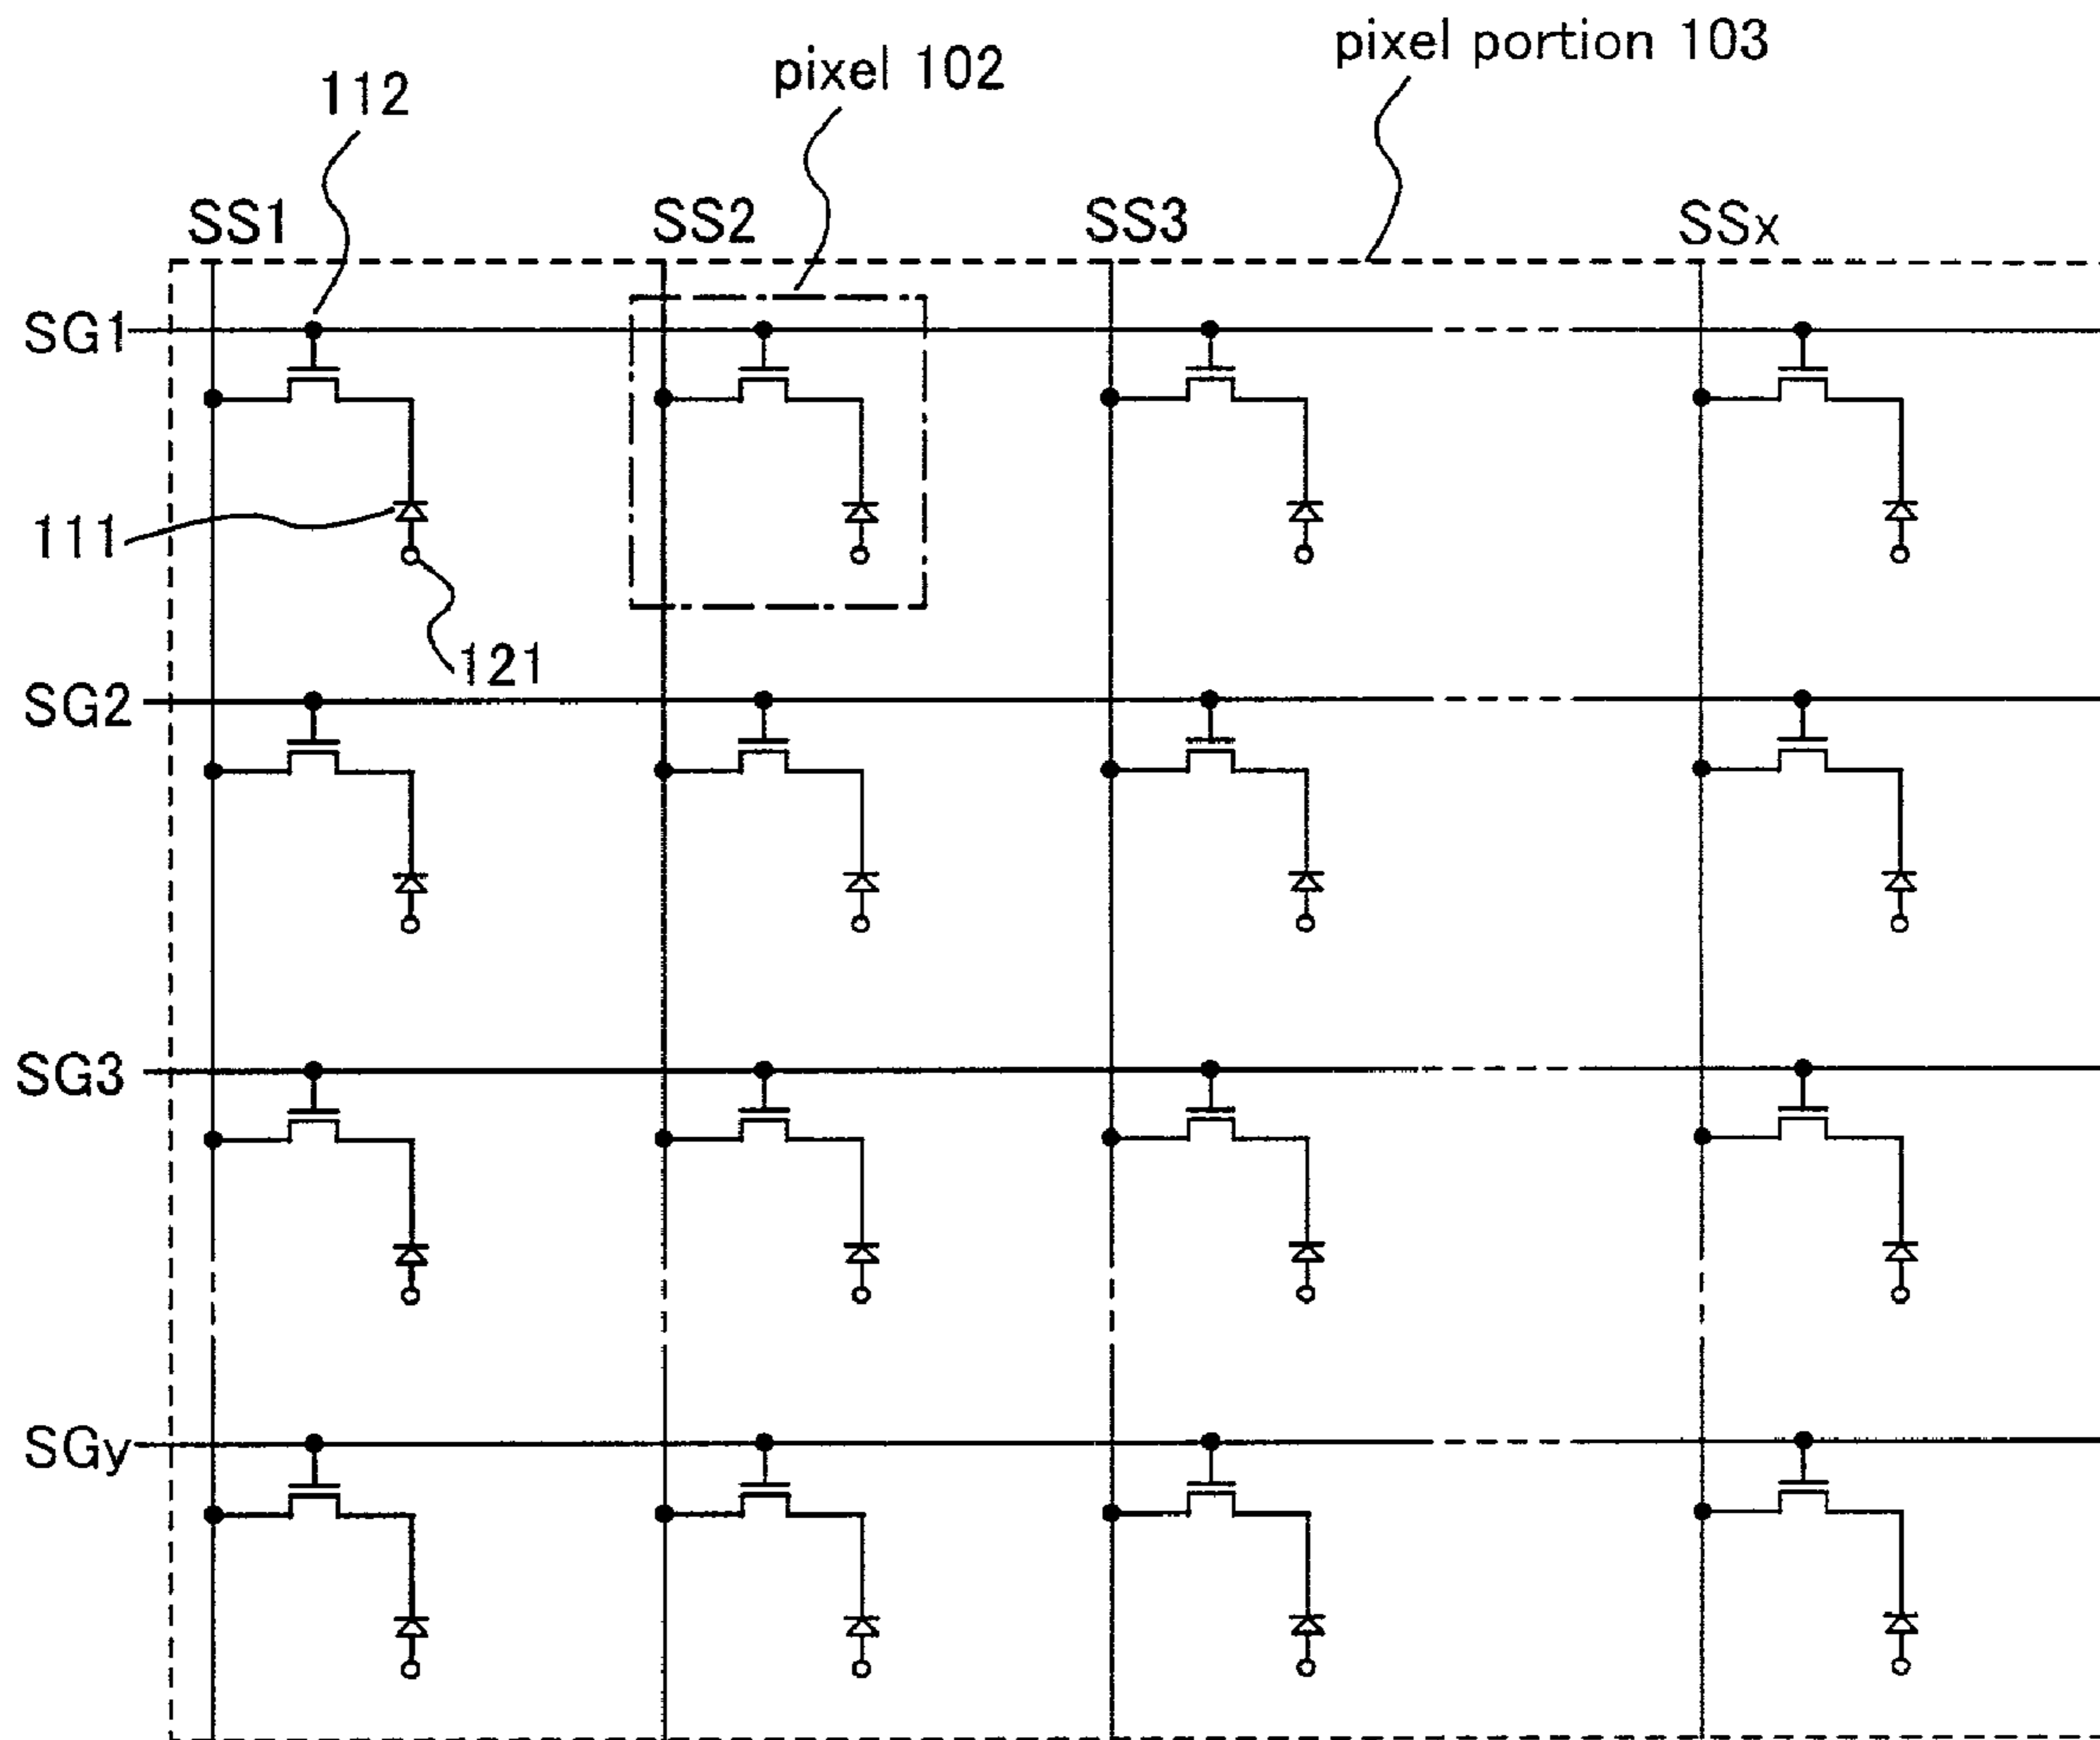 pixel portion 103
pixel 102
112
SS1
SS2
SS3
SSx
SG1
111
121
SG2
SG3
SGy